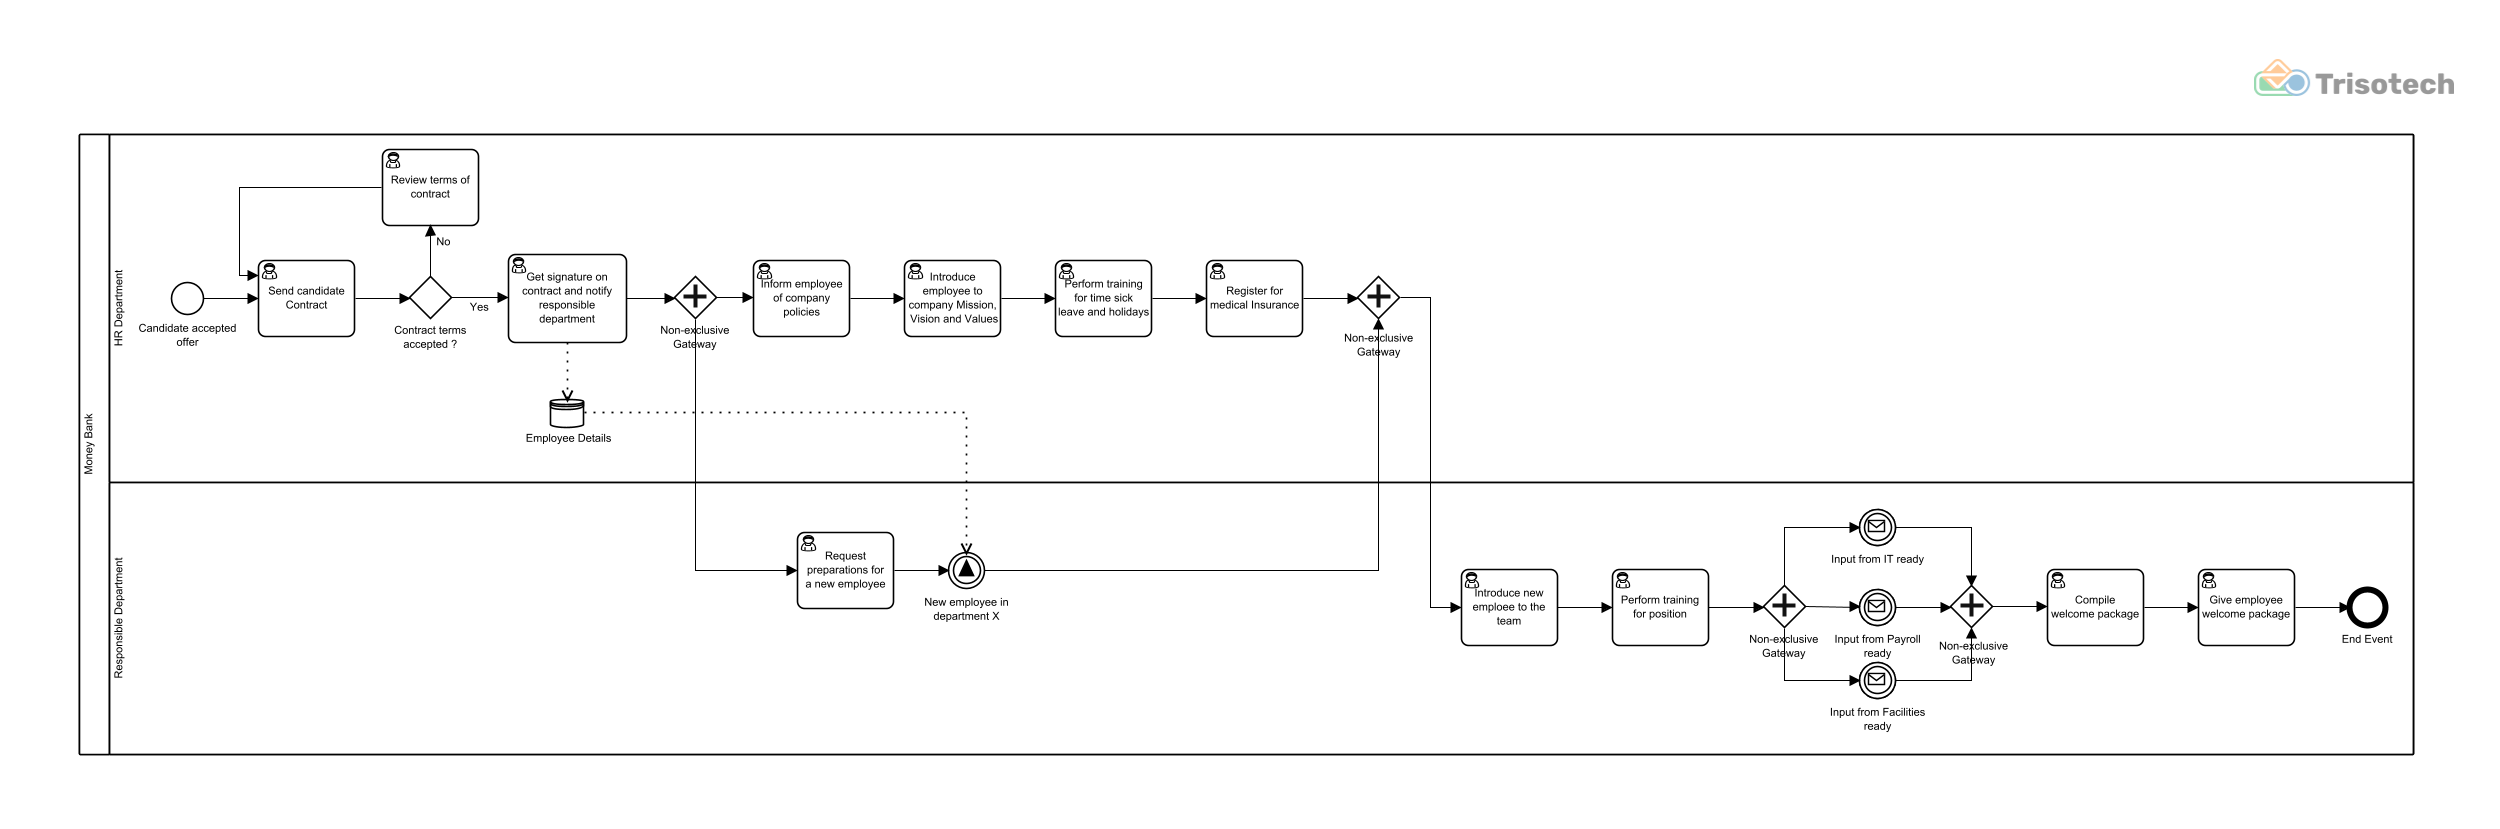 Trisotech
Money Bank
HR Department
Candidate accepted
offer
Send candidate
Contract
Review terms of
contract
No
Contract terms
accepted ?
Yes
Get signature on
contract and notify
responsible
department
Employee Details
Non-exclusive
Gateway
Inform employee
of company
policies
Introduce
employee to
company Mission,
Vision and Values
Perform training
for time sick
leave and holidays
Register for
medical Insurance
Non-exclusive
Gateway
Responsible Department
Request
preparations for
a new employee
New employee in
department X
Introduce new
emploee to the
team
Perform training
for position
Non-exclusive
Gateway
Input from IT ready
Input from Payroll
ready
Input from Facilities
ready
Non-exclusive
Gateway
Compile
welcome package
Give employee
welcome package
End Event